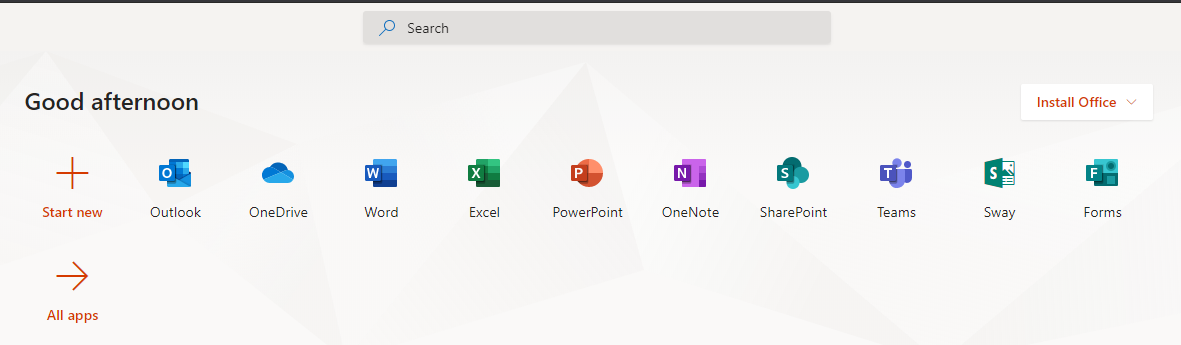 Search
Good afternoon
Install Office
Start new
Outlook
OneDrive
Word
Excel
PowerPoint
OneNote
SharePoint
Teams
Sway
Forms
All apps